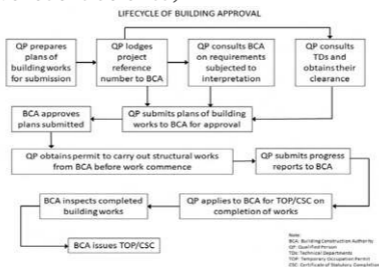 LIFECYCLE OF BUILDING APPROVAL
QP prepares
plans of
building works
for submission
QP lodges
project
reference
number to BCA
QP consults BCA
on requirements
subjected to
interpretation
QP consults
TDs and
obtains their
clearance
BCA approves
plans submitted
QP submits plans of building
works to BCA for approval
QP obtains permit to carry out structural works
from BCA before work commence
QP submits progress
reports to BCA
BCA inspects completed
building works
QP applies to BCA for TOP/CSC on
completion of works
BCA issues TOP/CSC
Note:
BCA: Building Construction Authority
QP: Qualified Person
TDs: Technical Departments
TOP: Temporary Occupation Permit
CSC: Certificate of Statutory Completion